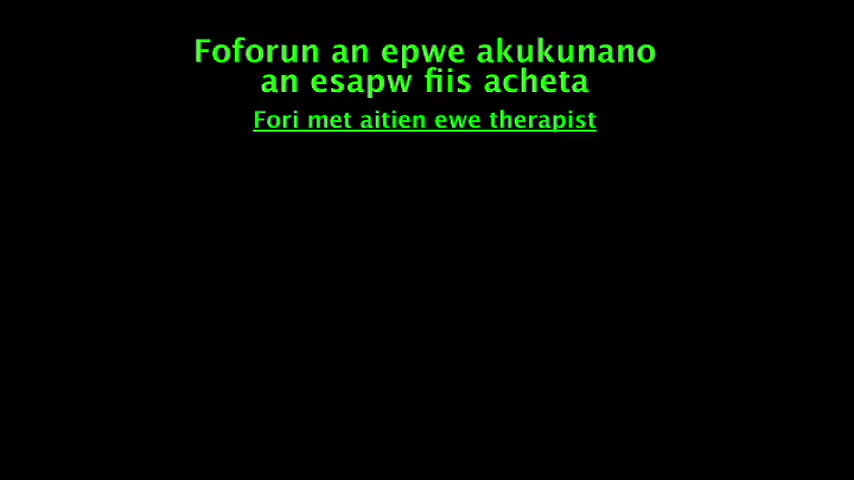 Foforun an epwe akukunano
an esapw fiis acheta
Fori met aitien ewe therapist